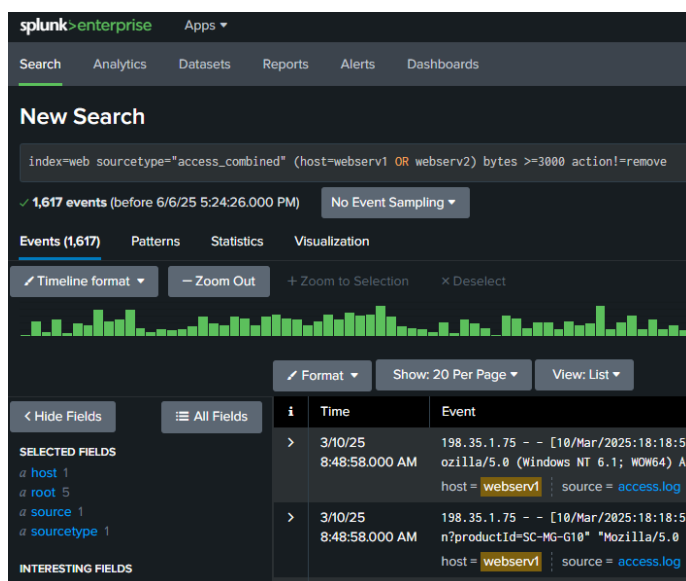 splunk>enterprise Apps ▾
Search Analytics Datasets Reports Alerts Dashboards
New Search
index=web sourcetype="access_combined" (host=webserv1 OR webserv2) bytes >=3000 action!=remove
✓ 1,617 events (before 6/6/25 5:24:26.000 PM) No Event Sampling ▾
Events (1,617) Patterns Statistics Visualization
Timeline format ▾ — Zoom Out + Zoom to Selection × Deselect
Format ▾ Show: 20 Per Page ▾ View: List ▾
< Hide Fields All Fields i Time Event
SELECTED FIELDS
a host 1
a root 5
a source 1
a sourcetype 1
INTERESTING FIELDS
> 3/10/25 198.35.1.75 - - [10/Mar/2025:18:18:5
8:48:58.000 AM ozilla/5.0 (Windows NT 6.1; WOW64) A
host = webserv1 source = access.log
> 3/10/25 198.35.1.75 - - [10/Mar/2025:18:18:5
8:48:58.000 AM n?productId=SC-MG-G10" "Mozilla/5.0
host = webserv1 source = access.log